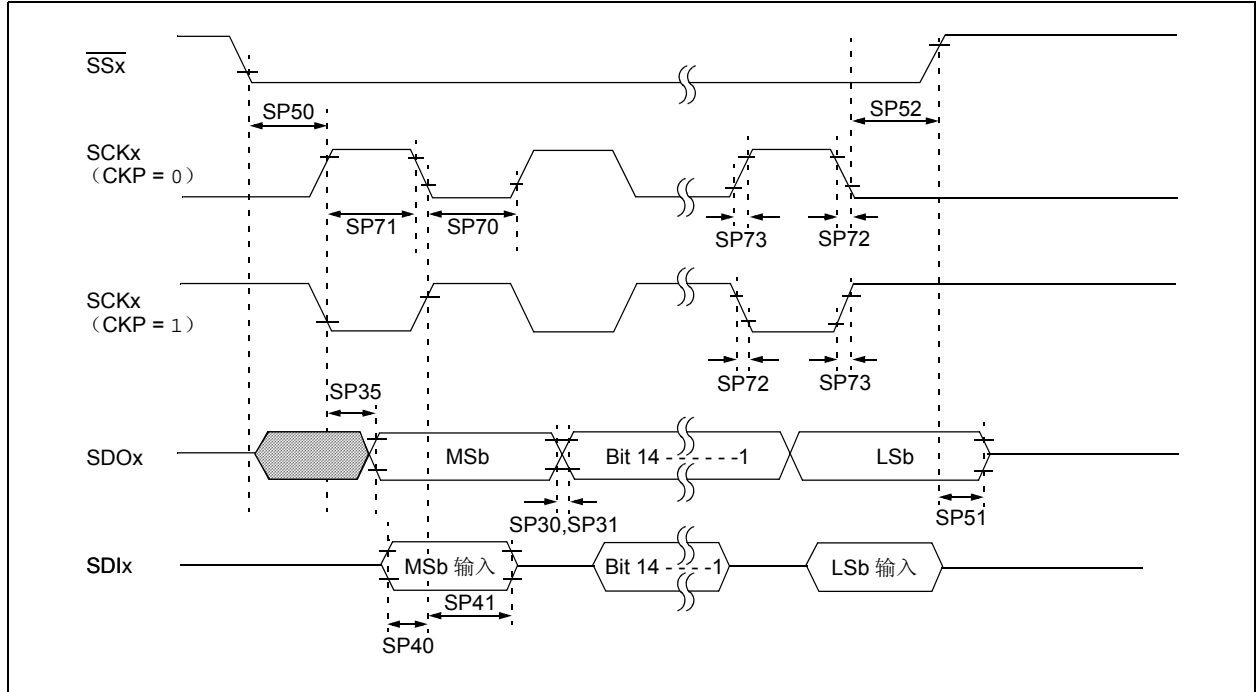 SSx
SP50
SP52
SCKx
（CKP = 0）
SP71
SP70
SP73
SP72
SCKx
（CKP = 1）
SP72
SP73
SP35
SDOx
MSb
Bit 14 - - - - - -1
LSb
SP30,SP31
SP51
SDIx
MSb 输入
Bit 14 - - - - -1
LSb 输入
SP41
SP40